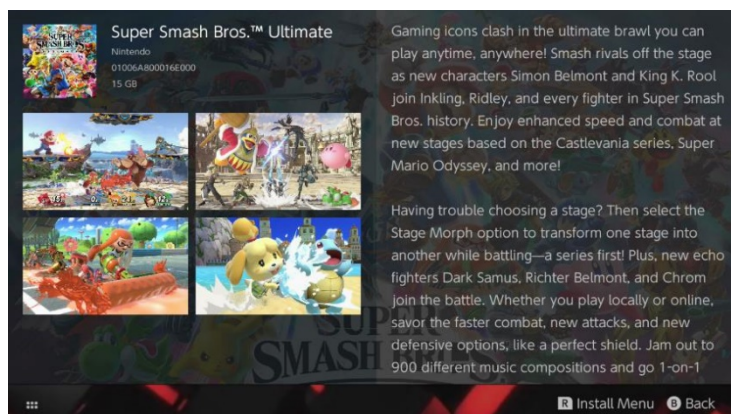 Super Smash Bros.™ Ultimate
Nintendo
01006A800016E000
15 GB
Gaming icons clash in the ultimate brawl you can
play anytime, anywhere! Smash rivals off the stage
as new characters Simon Belmont and King K. Rool
join Inkling, Ridley, and every fighter in Super Smash
Bros. history. Enjoy enhanced speed and combat at
new stages based on the Castlevania series, Super
Mario Odyssey, and more!
Having trouble choosing a stage? Then select the
Stage Morph option to transform one stage into
another while battling—a series first! Plus, new echo
fighters Dark Samus, Richter Belmont, and Chrom
join the battle. Whether you play locally or online,
savor the faster combat, new attacks, and new
defensive options, like a perfect shield. Jam out to
900 different music compositions and go 1-on-1
SUPER
SMASH BROS.
R Install Menu B Back